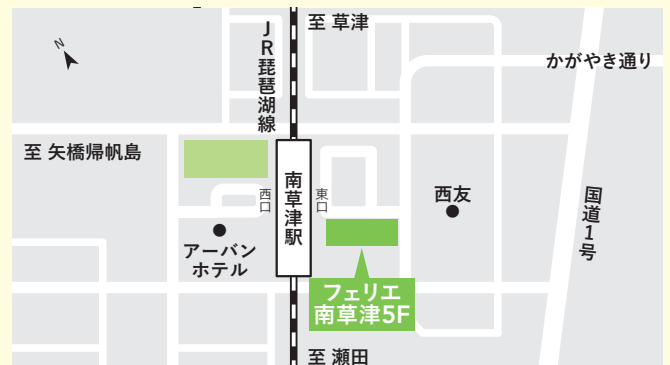 至 草津
N
JR琵琶湖線
かがやき通り
至 矢橋帰帆島
南草津駅
西口
東口
西友
国道1号
アーバン
ホテル
フェリエ
南草津5F
至 瀬田